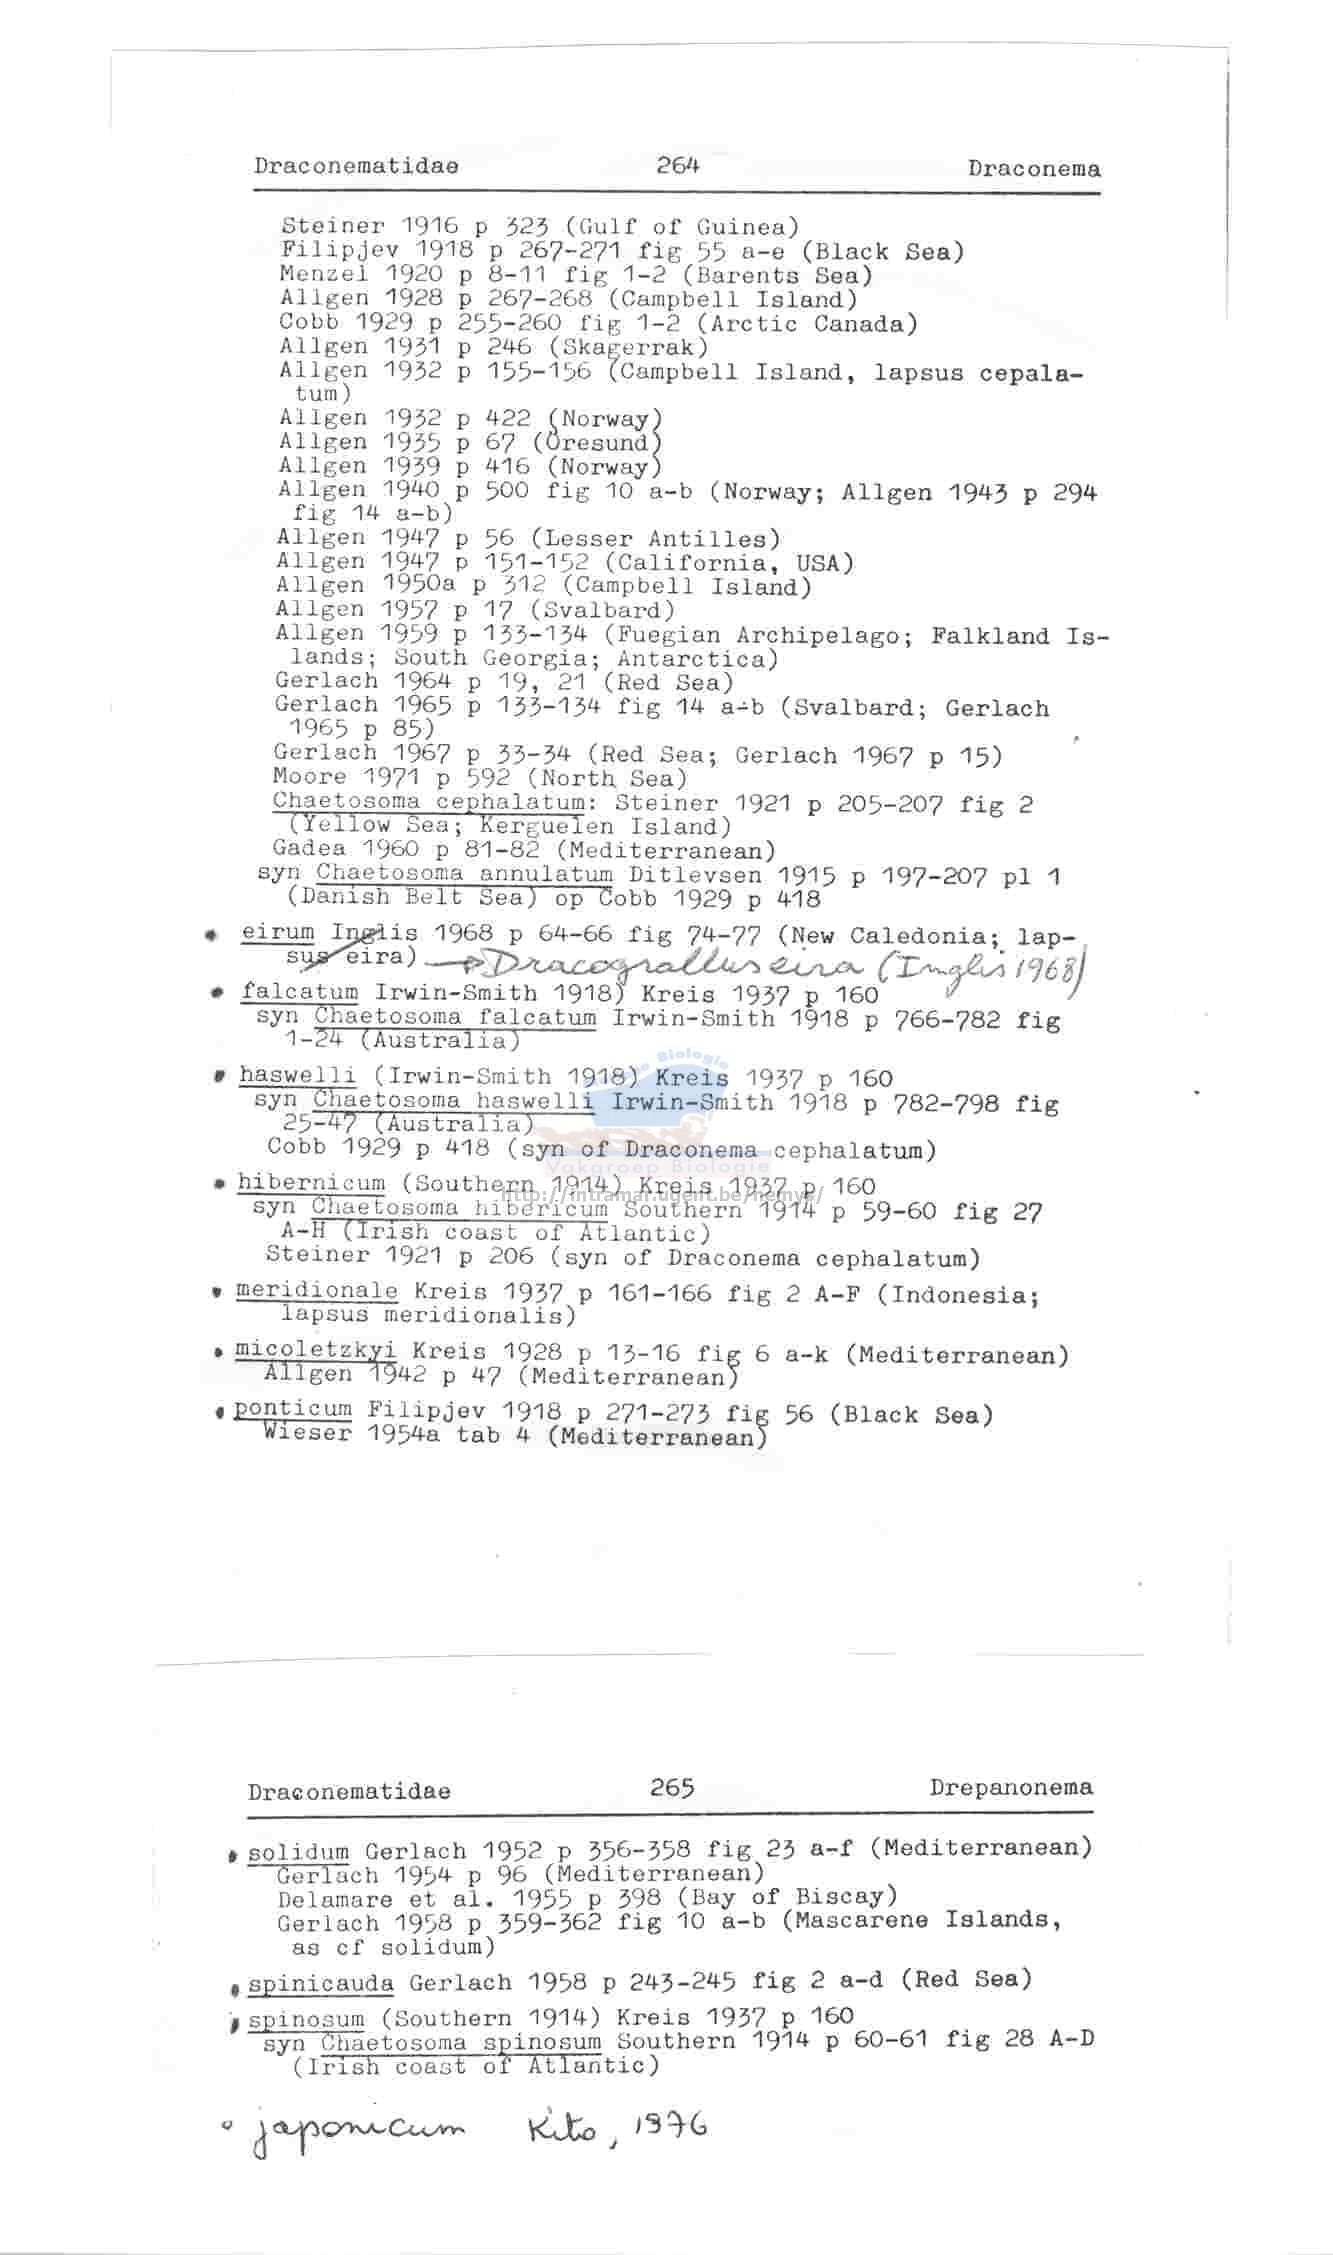 Draconematidae 264 Draconema
Steiner 1916 p 323 (Gulf of Guinea)
Filipjev 1918 p 267-271 fig 55 a-e (Black Sea)
Menzel 1920 p 8-11 fig 1-2 (Barents Sea)
Allgen 1928 p 267-268 (Campbell Island)
Cobb 1929 p 255-260 fig 1-2 (Arctic Canada)
Allgen 1931 p 246 (Skagerrak)
Allgen 1932 p 155-156 (Campbell Island, lapsus cepala-
tum)
Allgen 1932 p 422 (Norway)
Allgen 1935 p 67 (Öresund)
Allgen 1939 p 416 (Norway)
Allgen 1940 p 500 fig 10 a-b (Norway; Allgen 1943 p 294
fig 14 a-b)
Allgen 1947 p 56 (Lesser Antilles)
Allgen 1947 p 151-152 (California, USA)
Allgen 1950a p 312 (Campbell Island)
Allgen 1957 p 17 (Svalbard)
Allgen 1959 p 133-134 (Fuegian Archipelago; Falkland Is-
lands; South Georgia; Antarctica)
Gerlach 1964 p 19, 21 (Red Sea)
Gerlach 1965 p 133-134 fig 14 a-b (Svalbard; Gerlach
1965 p 85)
Gerlach 1967 p 33-34 (Red Sea; Gerlach 1967 p 15)
Moore 1971 p 592 (North Sea)
Chaetosoma cephalatum: Steiner 1921 p 205-207 fig 2
(Yellow Sea; Kerguelen Island)
Gadea 1960 p 81-82 (Mediterranean)
syn Chaetosoma annulatum Ditlevsen 1915 p 197-207 pl 1
(Danish Belt Sea) op Cobb 1929 p 418
• eirum Inglis 1968 p 64-66 fig 74-77 (New Caledonia; lap-
sus eira) → Dracograllus eira (Inglis 1968)
• falcatum Irwin-Smith 1918) Kreis 1937 p 160
syn Chaetosoma falcatum Irwin-Smith 1918 p 766-782 fig
1-24 (Australia)
• haswelli (Irwin-Smith 1918) Kreis 1937 p 160
syn Chaetosoma haswelli Irwin-Smith 1918 p 782-798 fig
25-47 (Australia)
Cobb 1929 p 418 (syn of Draconema cephalatum)
Vakgroep Biologie
• hibernicum (Southern 1914) Kreis 1937 p 160
http://intramar.ugent.be/nemys/
syn Chaetosoma hibericum Southern 1914 p 59-60 fig 27
A-H (Irish coast of Atlantic)
Steiner 1921 p 206 (syn of Draconema cephalatum)
• meridionale Kreis 1937 p 161-166 fig 2 A-F (Indonesia;
lapsus meridionalis)
• micoletzkyi Kreis 1928 p 13-16 fig 6 a-k (Mediterranean)
Allgen 1942 p 47 (Mediterranean)
• ponticum Filipjev 1918 p 271-273 fig 56 (Black Sea)
Wieser 1954a tab 4 (Mediterranean)
Draconematidae 265 Drepanonema
• solidum Gerlach 1952 p 356-358 fig 23 a-f (Mediterranean)
Gerlach 1954 p 96 (Mediterranean)
Delamare et al. 1955 p 398 (Bay of Biscay)
Gerlach 1958 p 359-362 fig 10 a-b (Mascarene Islands,
as cf solidum)
• spinicauda Gerlach 1958 p 243-245 fig 2 a-d (Red Sea)
• spinosum (Southern 1914) Kreis 1937 p 160
syn Chaetosoma spinosum Southern 1914 p 60-61 fig 28 A-D
(Irish coast of Atlantic)
• japonicum Kito, 1976